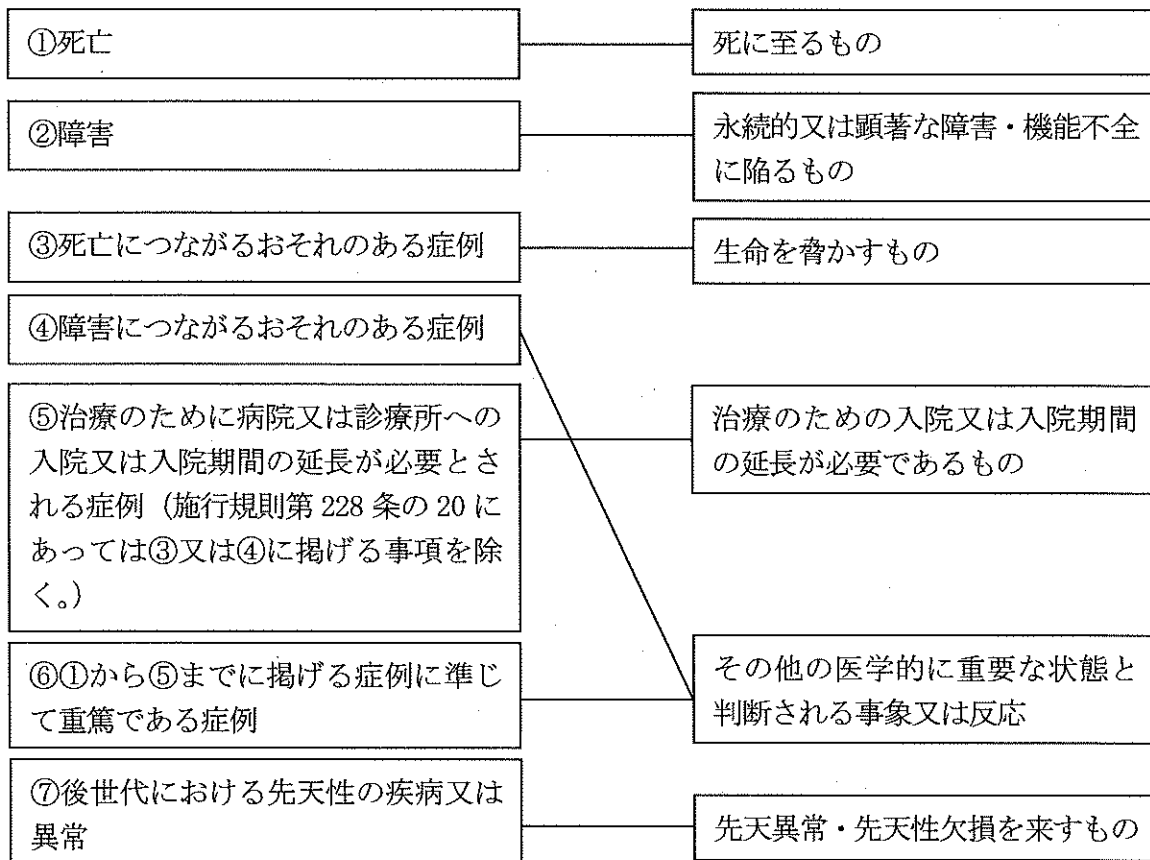 ①死亡
死に至るもの
②障害
永続的又は顕著な障害・機能不全
に陥るもの
③死亡につながるおそれのある症例
生命を脅かすもの
④障害につながるおそれのある症例
⑤治療のために病院又は診療所への
入院又は入院期間の延長が必要とさ
れる症例（施行規則第 228 条の 20 に
あっては③又は④に掲げる事項を除
く。）
治療のための入院又は入院期間
の延長が必要であるもの
⑥①から⑤までに掲げる症例に準じ
て重篤である症例
その他の医学的に重要な状態と
判断される事象又は反応
⑦後世代における先天性の疾病又は
異常
先天異常・先天性欠損を来すもの